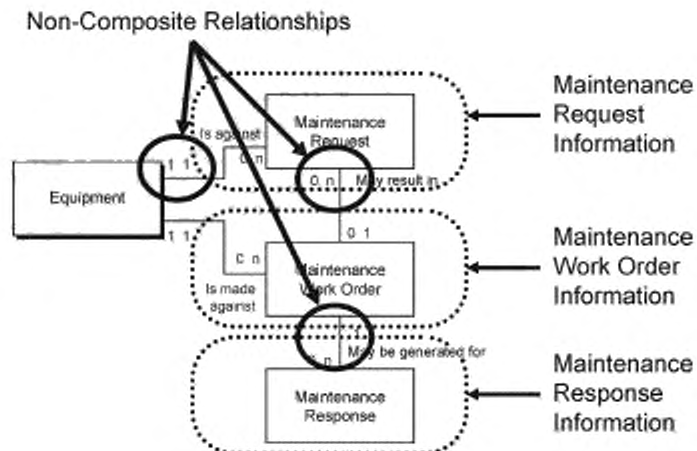 Non-Composite Relationships
Maintenance
Request
Information
Maintenance
Request
Is against
1 1
0 n
0 n
May result in
Equipment
1 1
0 1
Maintenance
Work Order
Information
C n
Maintenance
Work Order
Is made
against
1
n
May be generated for
Maintenance
Response
Information
Maintenance
Response